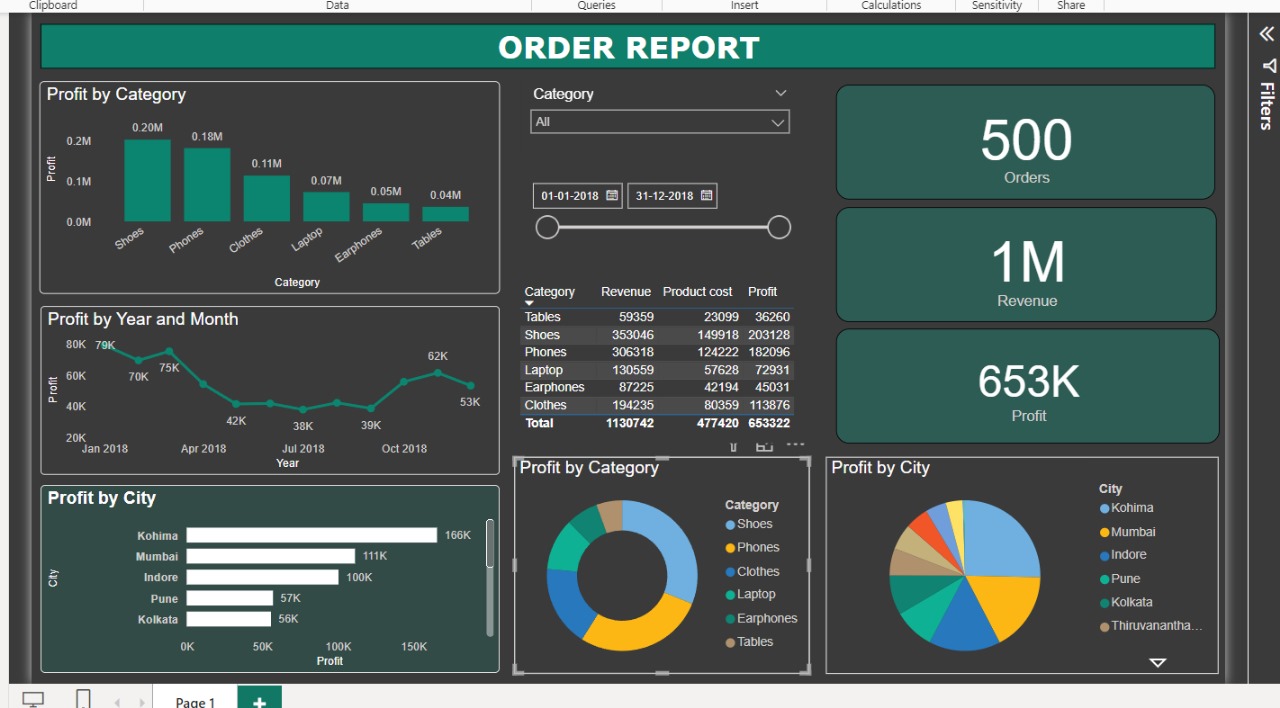 Clipboard Data Queries Insert Calculations Sensitivity Share
ORDER REPORT
Filters
Profit by Category
0.20M
0.18M
0.11M
0.07M
0.05M
0.04M
0.2M
0.1M
0.0M
Profit
Shoes Phones Clothes Laptop Earphones Tables
Category
Category
All
01-01-2018 31-12-2018
500
Orders
1M
Revenue
653K
Profit
Profit by Year and Month
80K
60K
40K
20K
79K
70K
75K
42K
38K
39K
62K
53K
Profit
Jan 2018 Apr 2018 Jul 2018 Oct 2018
Year
Category Revenue Product cost Profit
Tables 59359 23099 36260
Shoes 353046 149918 203128
Phones 306318 124222 182096
Laptop 130559 57628 72931
Earphones 87225 42194 45031
Clothes 194235 80359 113876
Total 1130742 477420 653322
Profit by City
City
Kohima 166K
Mumbai 111K
Indore 100K
Pune 57K
Kolkata 56K
0K 50K 100K 150K
Profit
Profit by Category
Category
Shoes
Phones
Clothes
Laptop
Earphones
Tables
Profit by City
City
Kohima
Mumbai
Indore
Pune
Kolkata
Thiruvanantha...
Page 1